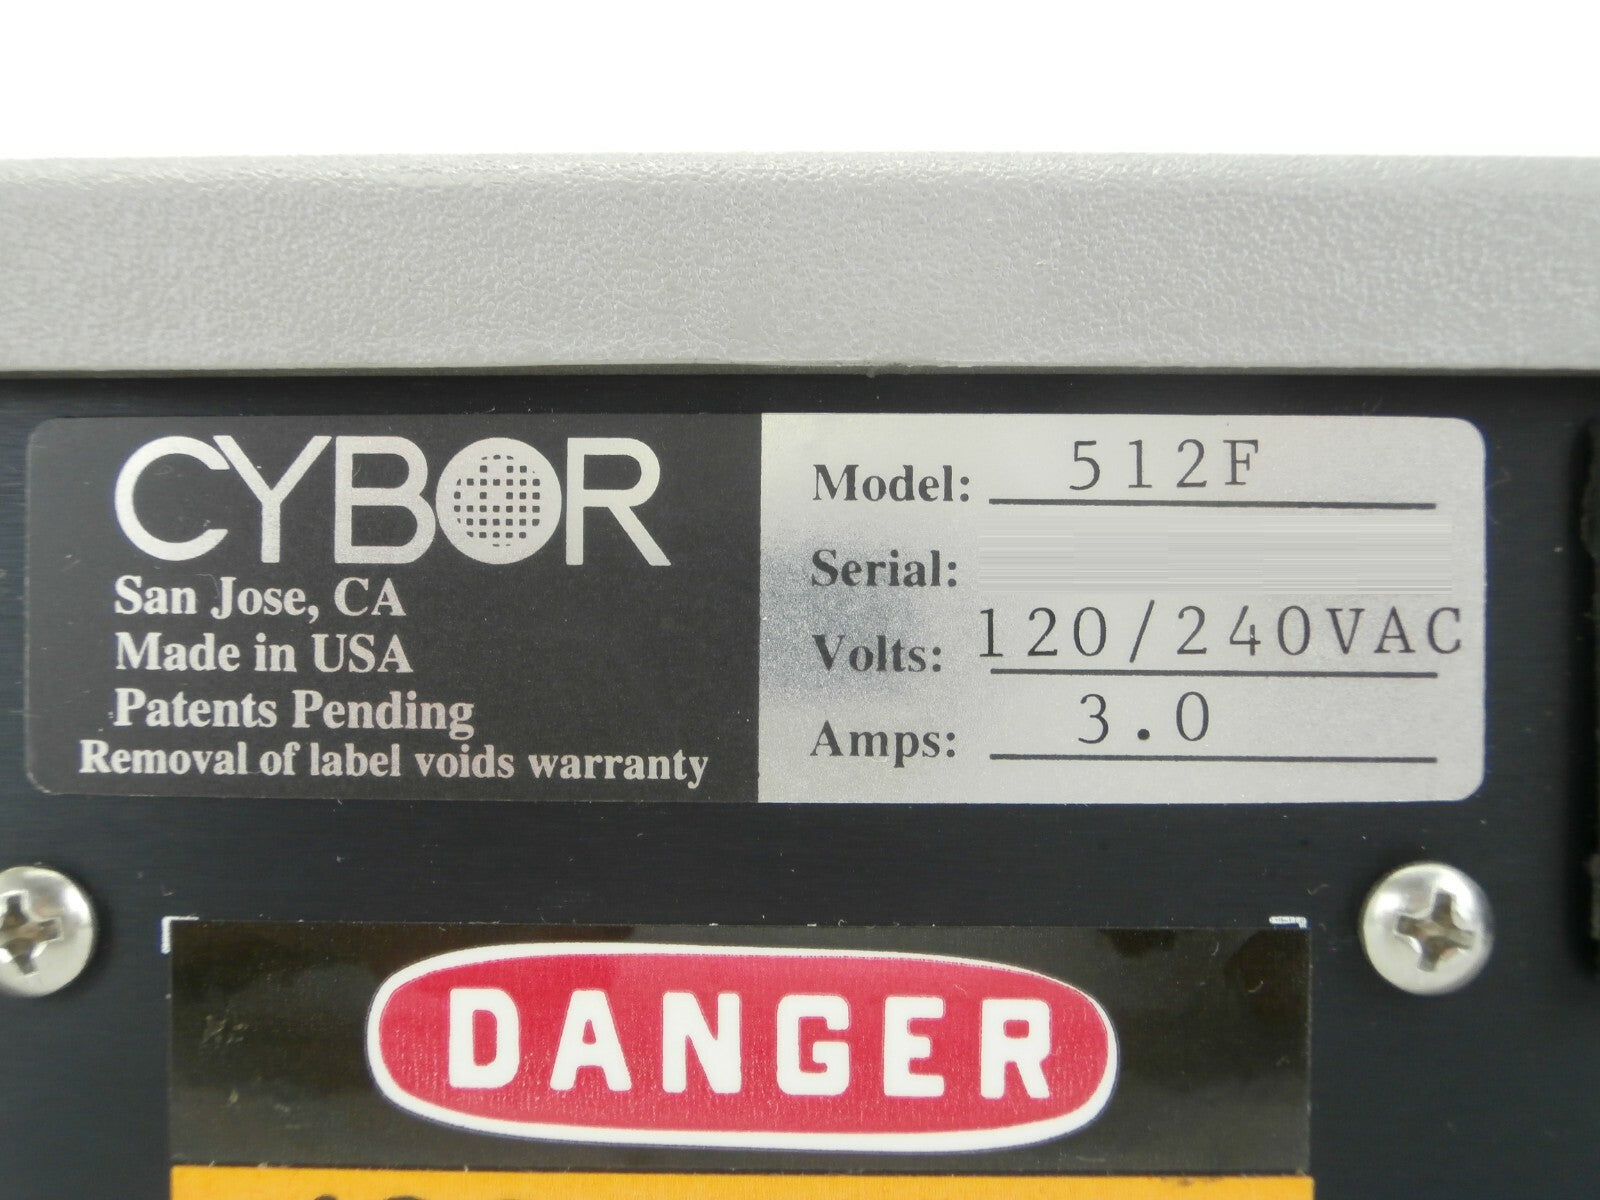 CYBOR
San Jose, CA
Made in USA
Patents Pending
Removal of label voids warranty
Model: 512F
Serial:
Volts: 120/240VAC
Amps: 3.0
DANGER